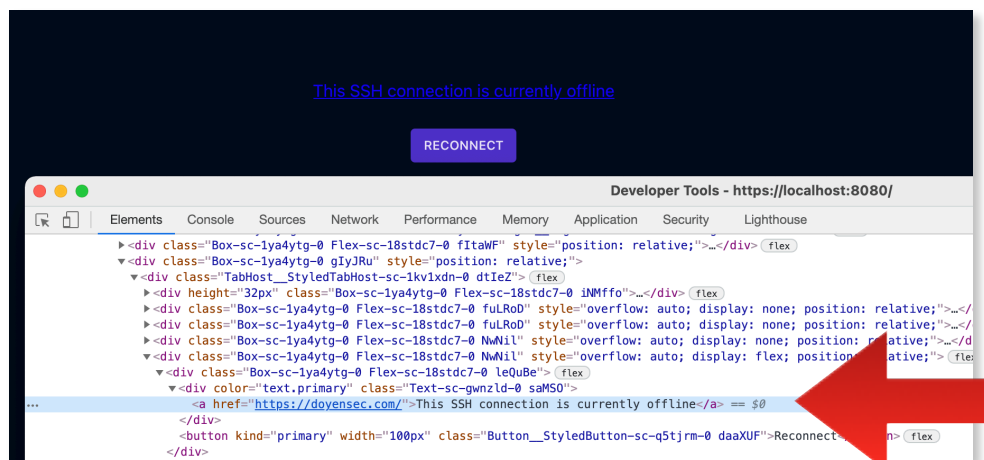 This SSH connection is currently offline
RECONNECT
Developer Tools - https://localhost:8080/
Elements Console Sources Network Performance Memory Application Security Lighthouse
<div class="Box-sc-1ya4ytg-0 Flex-sc-18stdc7-0 fItaWF" style="position: relative;">…</div> flex
<div class="Box-sc-1ya4ytg-0 gIyJRu" style="position: relative;">
<div class="TabHost__StyledTabHost-sc-1kv1xdn-0 dtIeZ"> flex
<div height="32px" class="Box-sc-1ya4ytg-0 Flex-sc-18stdc7-0 iNMffo">…</div> flex
<div class="Box-sc-1ya4ytg-0 Flex-sc-18stdc7-0 fuLRoD" style="overflow: auto; display: none; position: relative;">…</
<div class="Box-sc-1ya4ytg-0 Flex-sc-18stdc7-0 fuLRoD" style="overflow: auto; display: none; position: relative;">…</
<div class="Box-sc-1ya4ytg-0 Flex-sc-18stdc7-0 NwNil" style="overflow: auto; display: none; position: relative;">…</d
<div class="Box-sc-1ya4ytg-0 Flex-sc-18stdc7-0 NwNil" style="overflow: auto; display: flex; position ative;"> fle
<div class="Box-sc-1ya4ytg-0 Flex-sc-18stdc7-0 leQuBe"> flex
<div color="text.primary" class="Text-sc-gwnzld-0 saMSO">
… <a href="https://doyensec.com/">This SSH connection is currently offline</a> == $0
</div>
<button kind="primary" width="100px" class="Button__StyledButton-sc-q5tjrm-0 daaXUF">Reconnect n> flex
</div>